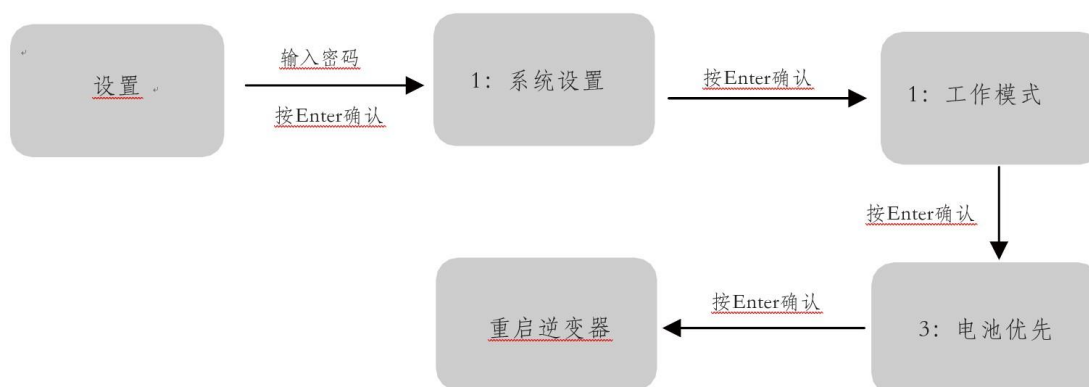 设置
输入密码
按Enter确认
1: 系统设置
按Enter确认
1: 工作模式
按Enter确认
3: 电池优先
按Enter确认
重启逆变器